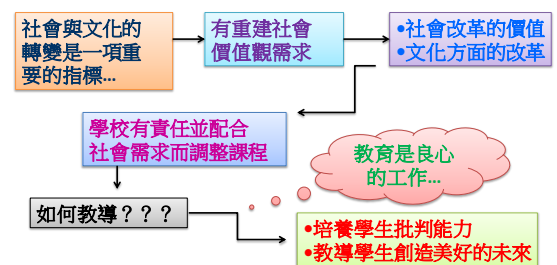 社會與文化的
轉變是一項重
要的指標...
有重建社會
價值觀需求
•社會改革的價值
•文化方面的改革
學校有責任並配合
社會需求而調整課程
教育是良心
的工作...
如何教導？？？
•培養學生批判能力
•教導學生創造美好的未來